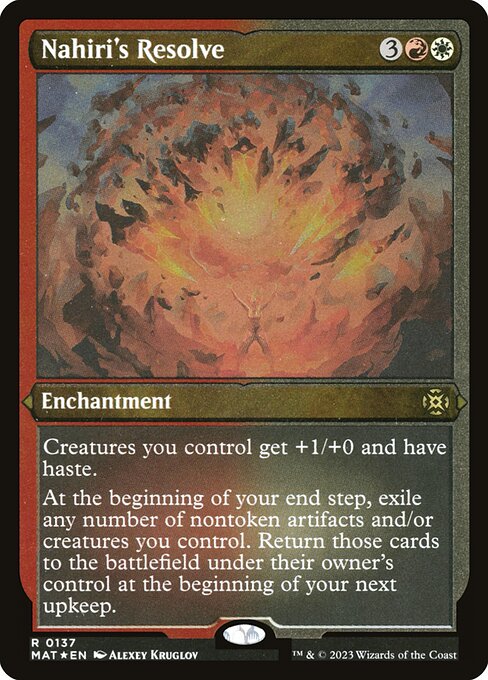 Nahiri's Resolve 3
Enchantment
Creatures you control get +1/+0 and have
haste.
At the beginning of your end step, exile
any number of nontoken artifacts and/or
creatures you control. Return those cards
to the battlefield under their owner's
control at the beginning of your next
upkeep.
R 0137
MAT★EN Alexey Kruglov
™ & © 2023 Wizards of the Coast